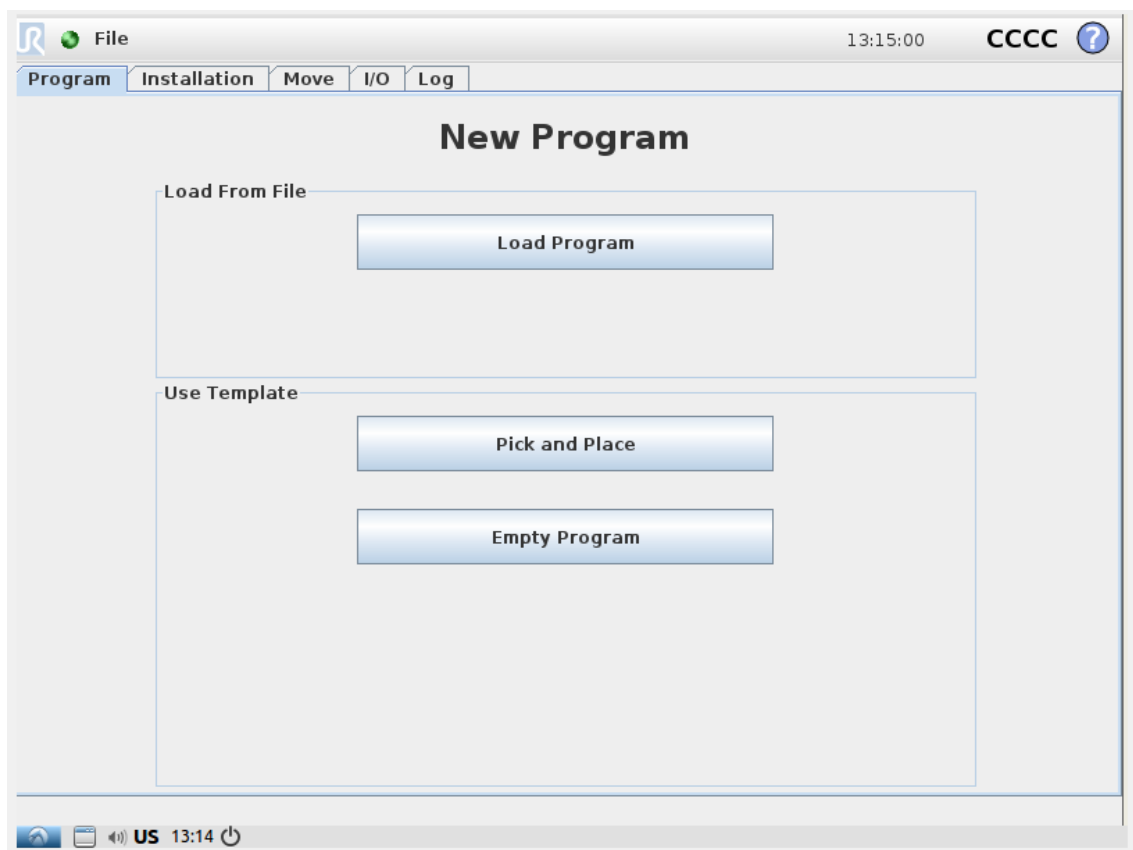 File 13:15:00 CCCC ?
Program Installation Move I/O Log
New Program
Load From File
Load Program
Use Template
Pick and Place
Empty Program
US 13:14